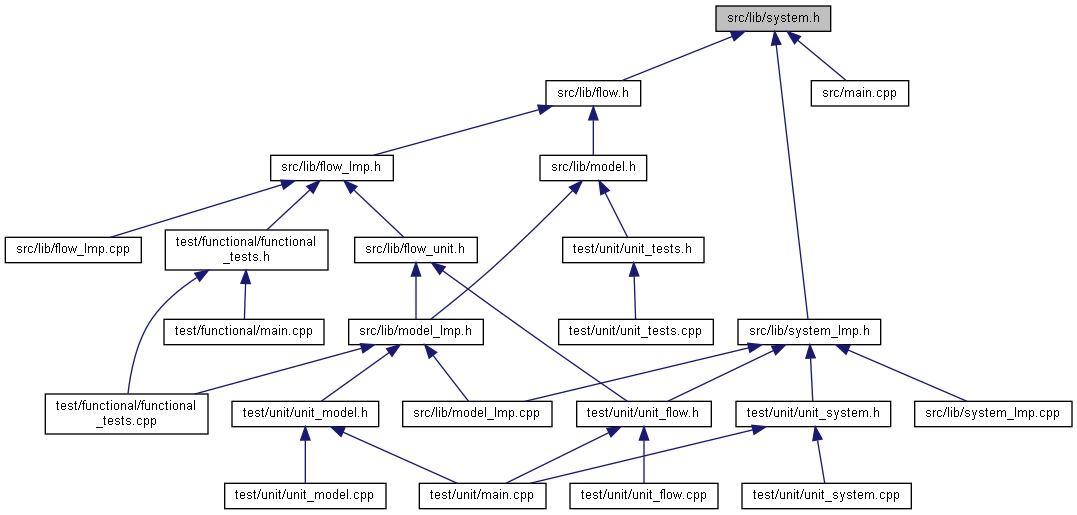 src/lib/system.h
src/lib/flow.h
src/main.cpp
src/lib/flow_Imp.h
src/lib/model.h
src/lib/flow_Imp.cpp
test/functional/functional
_tests.h
src/lib/flow_unit.h
test/unit/unit_tests.h
test/functional/main.cpp
src/lib/model_Imp.h
test/unit/unit_tests.cpp
src/lib/system_Imp.h
test/functional/functional
_tests.cpp
test/unit/unit_model.h
src/lib/model_Imp.cpp
test/unit/unit_flow.h
test/unit/unit_system.h
src/lib/system_Imp.cpp
test/unit/unit_model.cpp
test/unit/main.cpp
test/unit/unit_flow.cpp
test/unit/unit_system.cpp